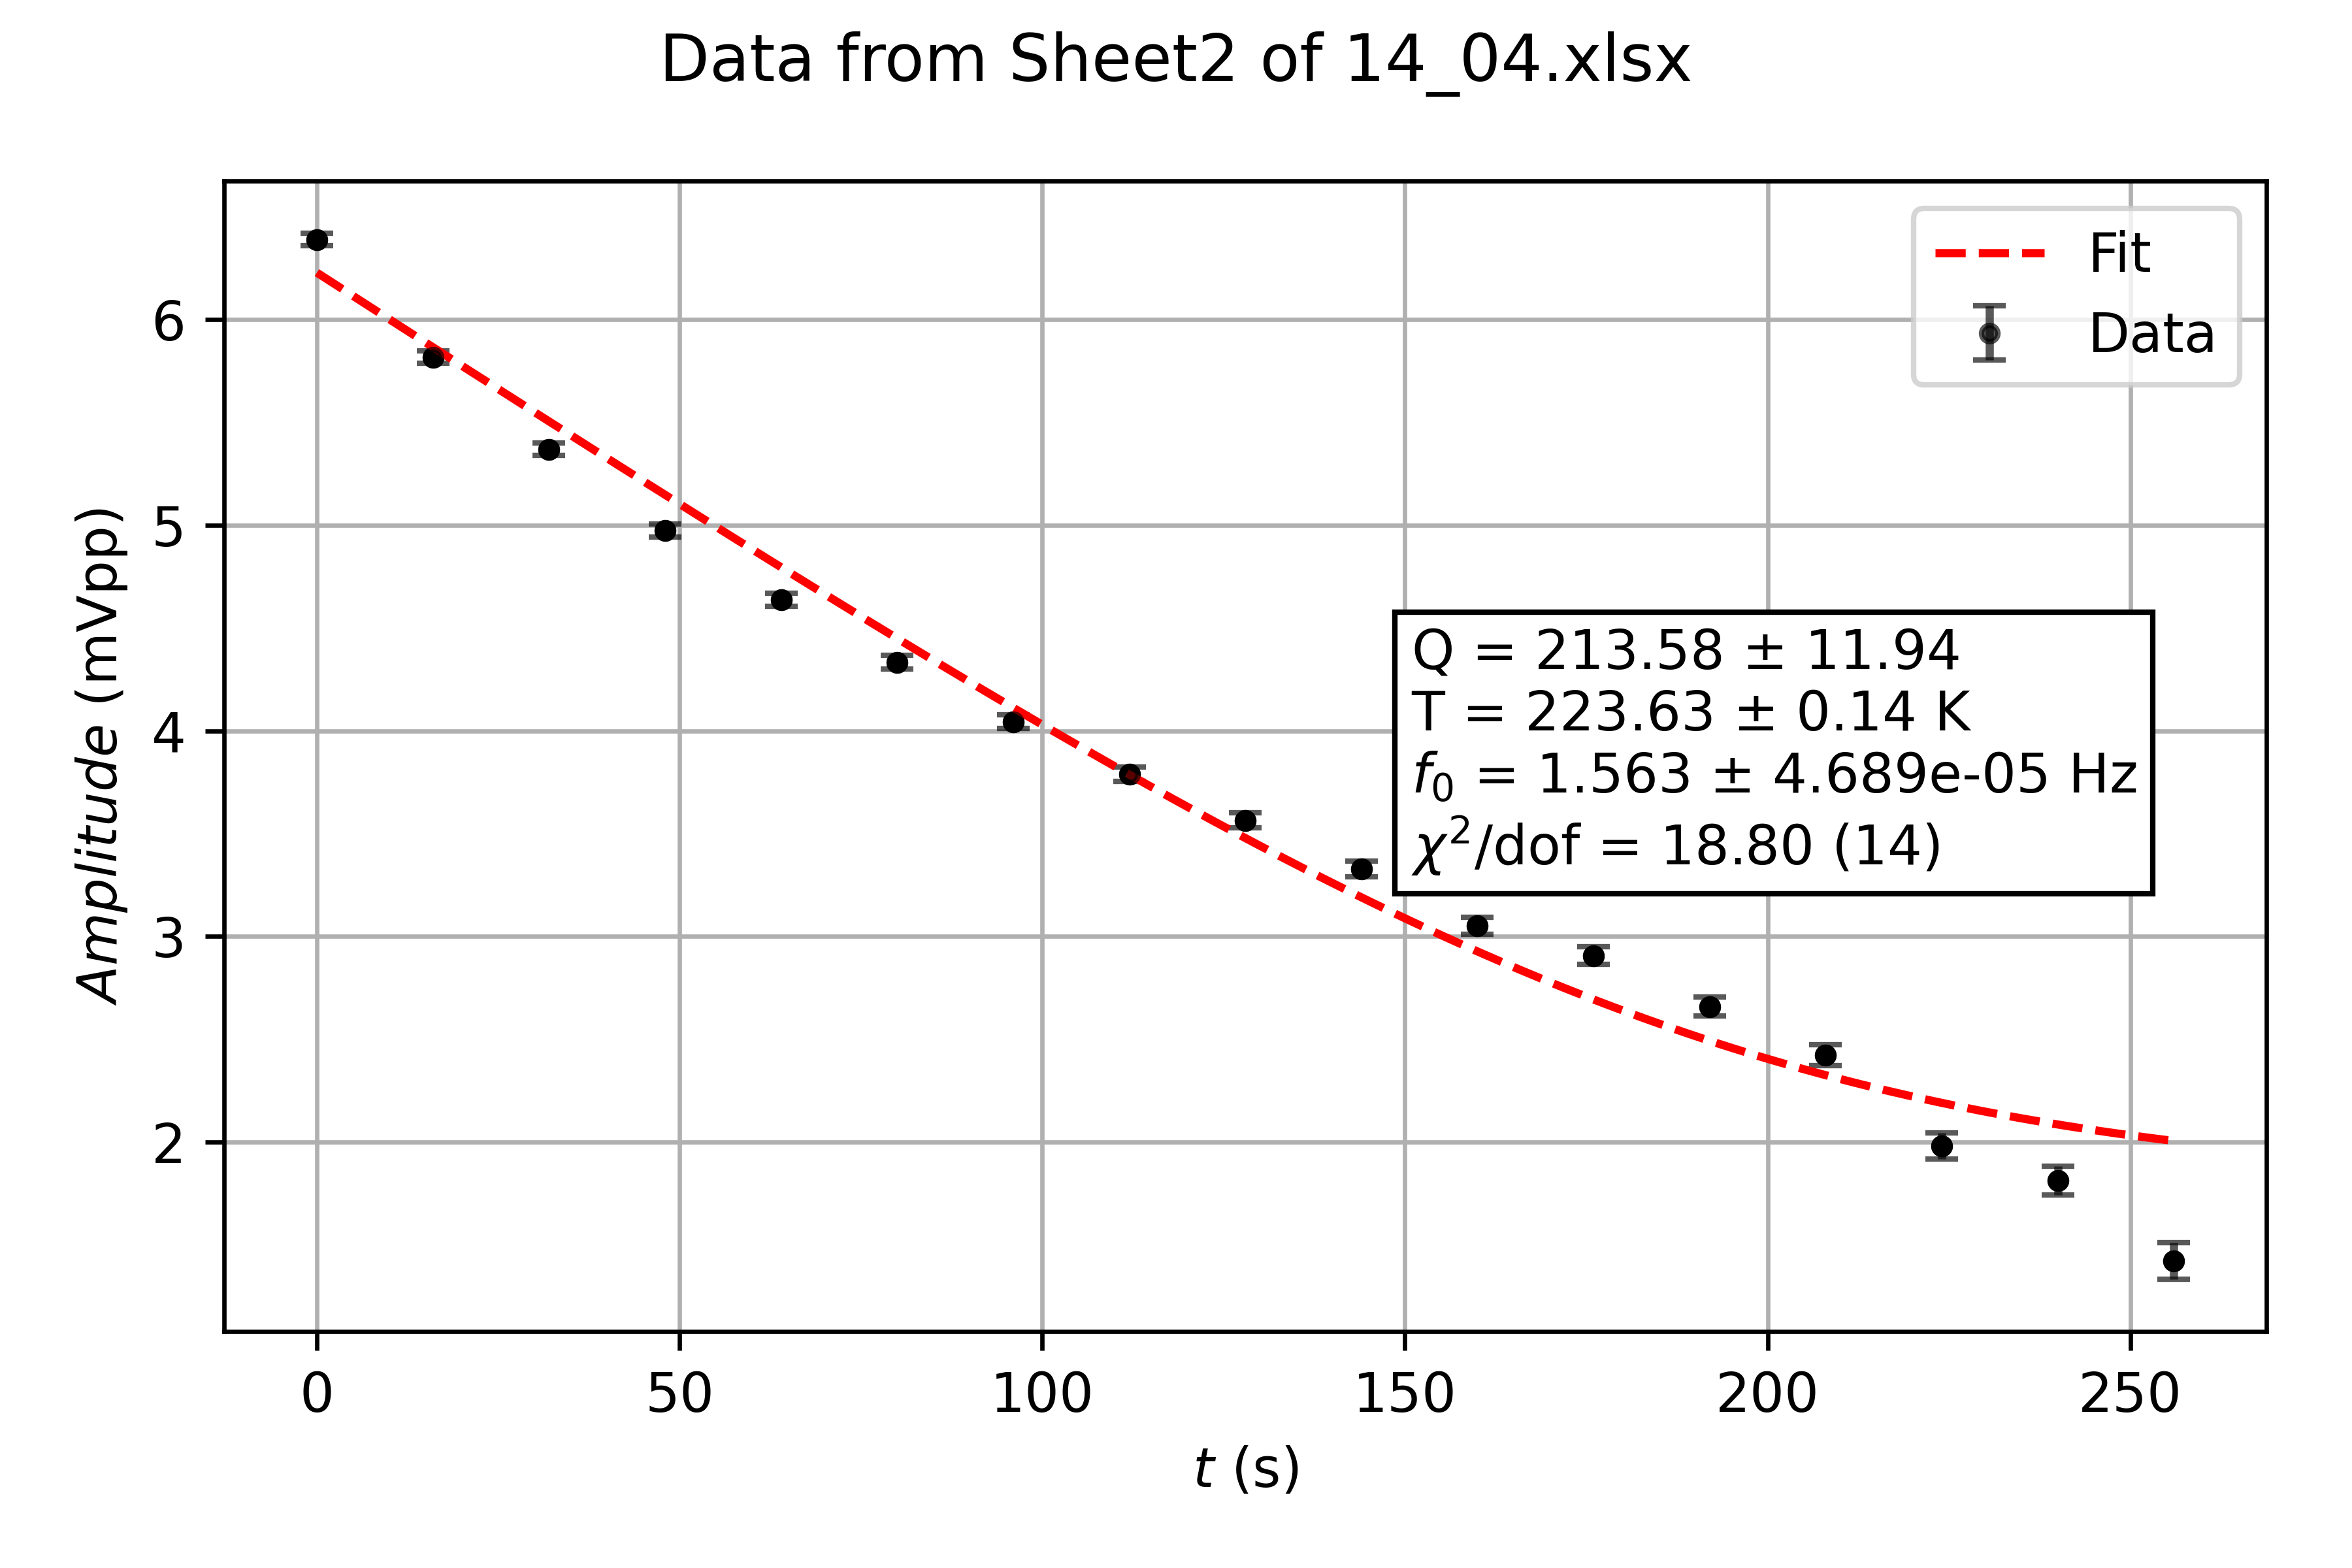 Data from Sheet2 of 14_04.xlsx
Fit
Data
6
5
4
3
2
Amplitude (mVpp)
Q = 213.58 ± 11.94
T = 223.63 ± 0.14 K
f₀ = 1.563 ± 4.689e-05 Hz
χ²/dof = 18.80 (14)
0 50 100 150 200 250
t (s)